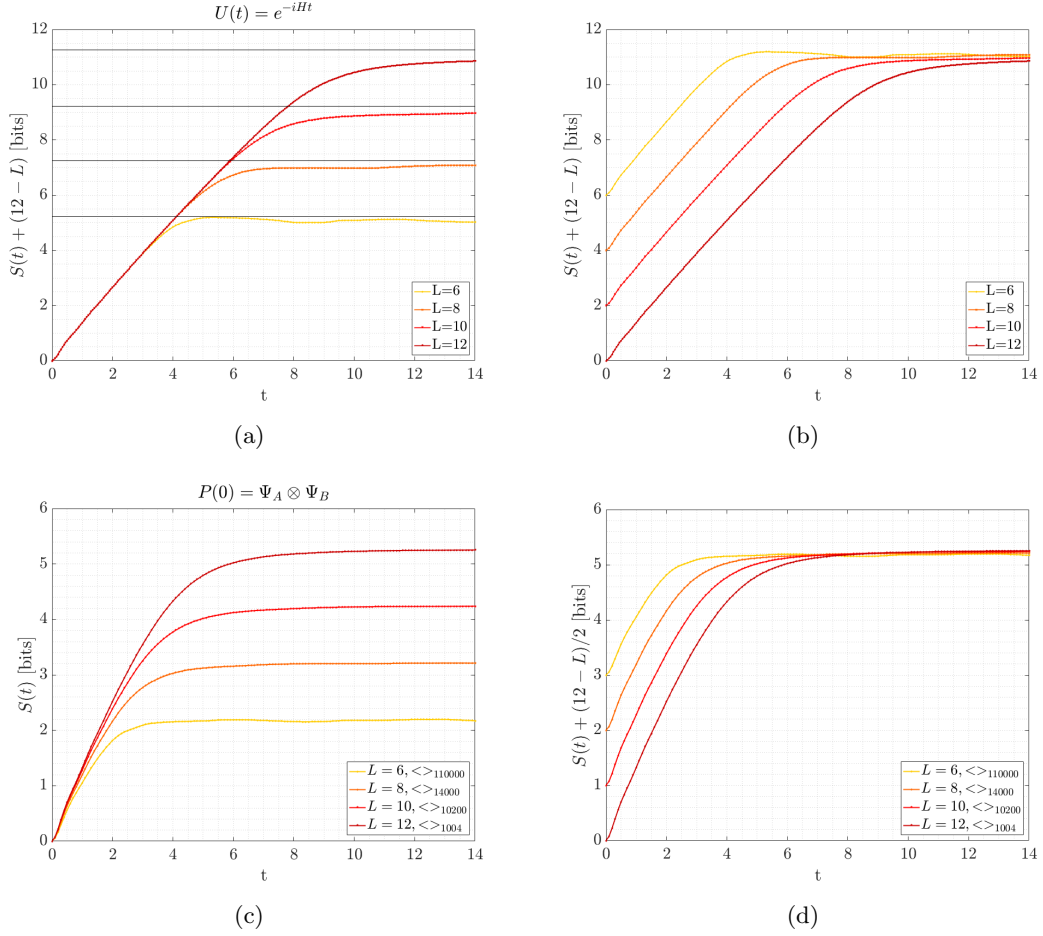 U(t) = e^{-iHt}
S(t) + (12 − L) [bits]
12
10
8
6
4
2
0
0 2 4 6 8 10 12 14
t
L=6
L=8
L=10
L=12
(a)
S(t) + (12 − L) [bits]
12
10
8
6
4
2
0
0 2 4 6 8 10 12 14
t
L=6
L=8
L=10
L=12
(b)
P(0) = Ψ_A ⊗ Ψ_B
S(t) [bits]
6
5
4
3
2
1
0
0 2 4 6 8 10 12 14
t
L = 6, <>_{110000}
L = 8, <>_{14000}
L = 10, <>_{10200}
L = 12, <>_{1004}
(c)
S(t) + (12 − L)/2 [bits]
6
5
4
3
2
1
0
0 2 4 6 8 10 12 14
t
L = 6, <>_{110000}
L = 8, <>_{14000}
L = 10, <>_{10200}
L = 12, <>_{1004}
(d)